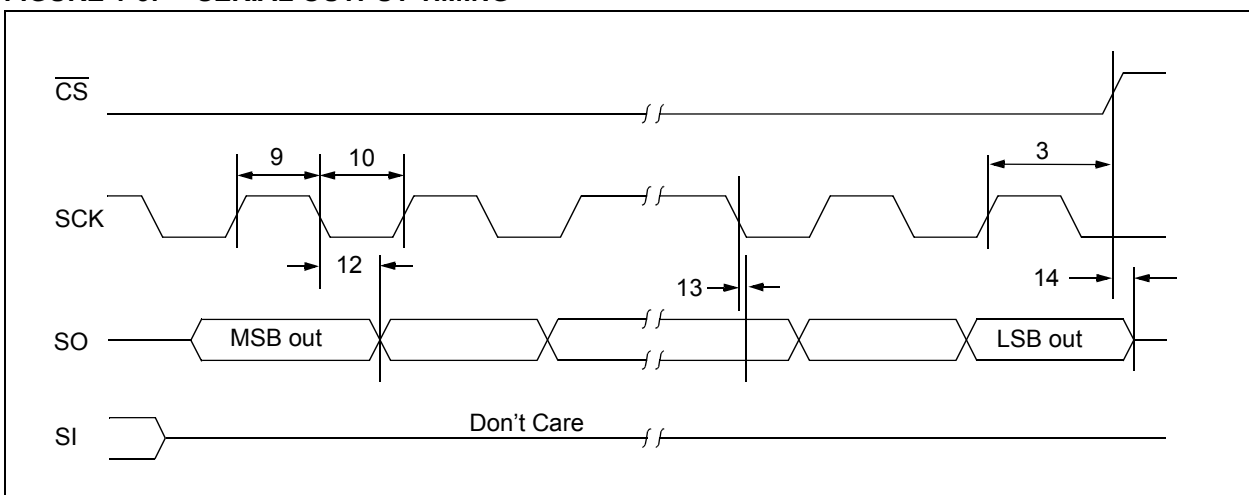 CS
9
10
3
SCK
12
13
14
SO
MSB out
LSB out
SI
Don't Care